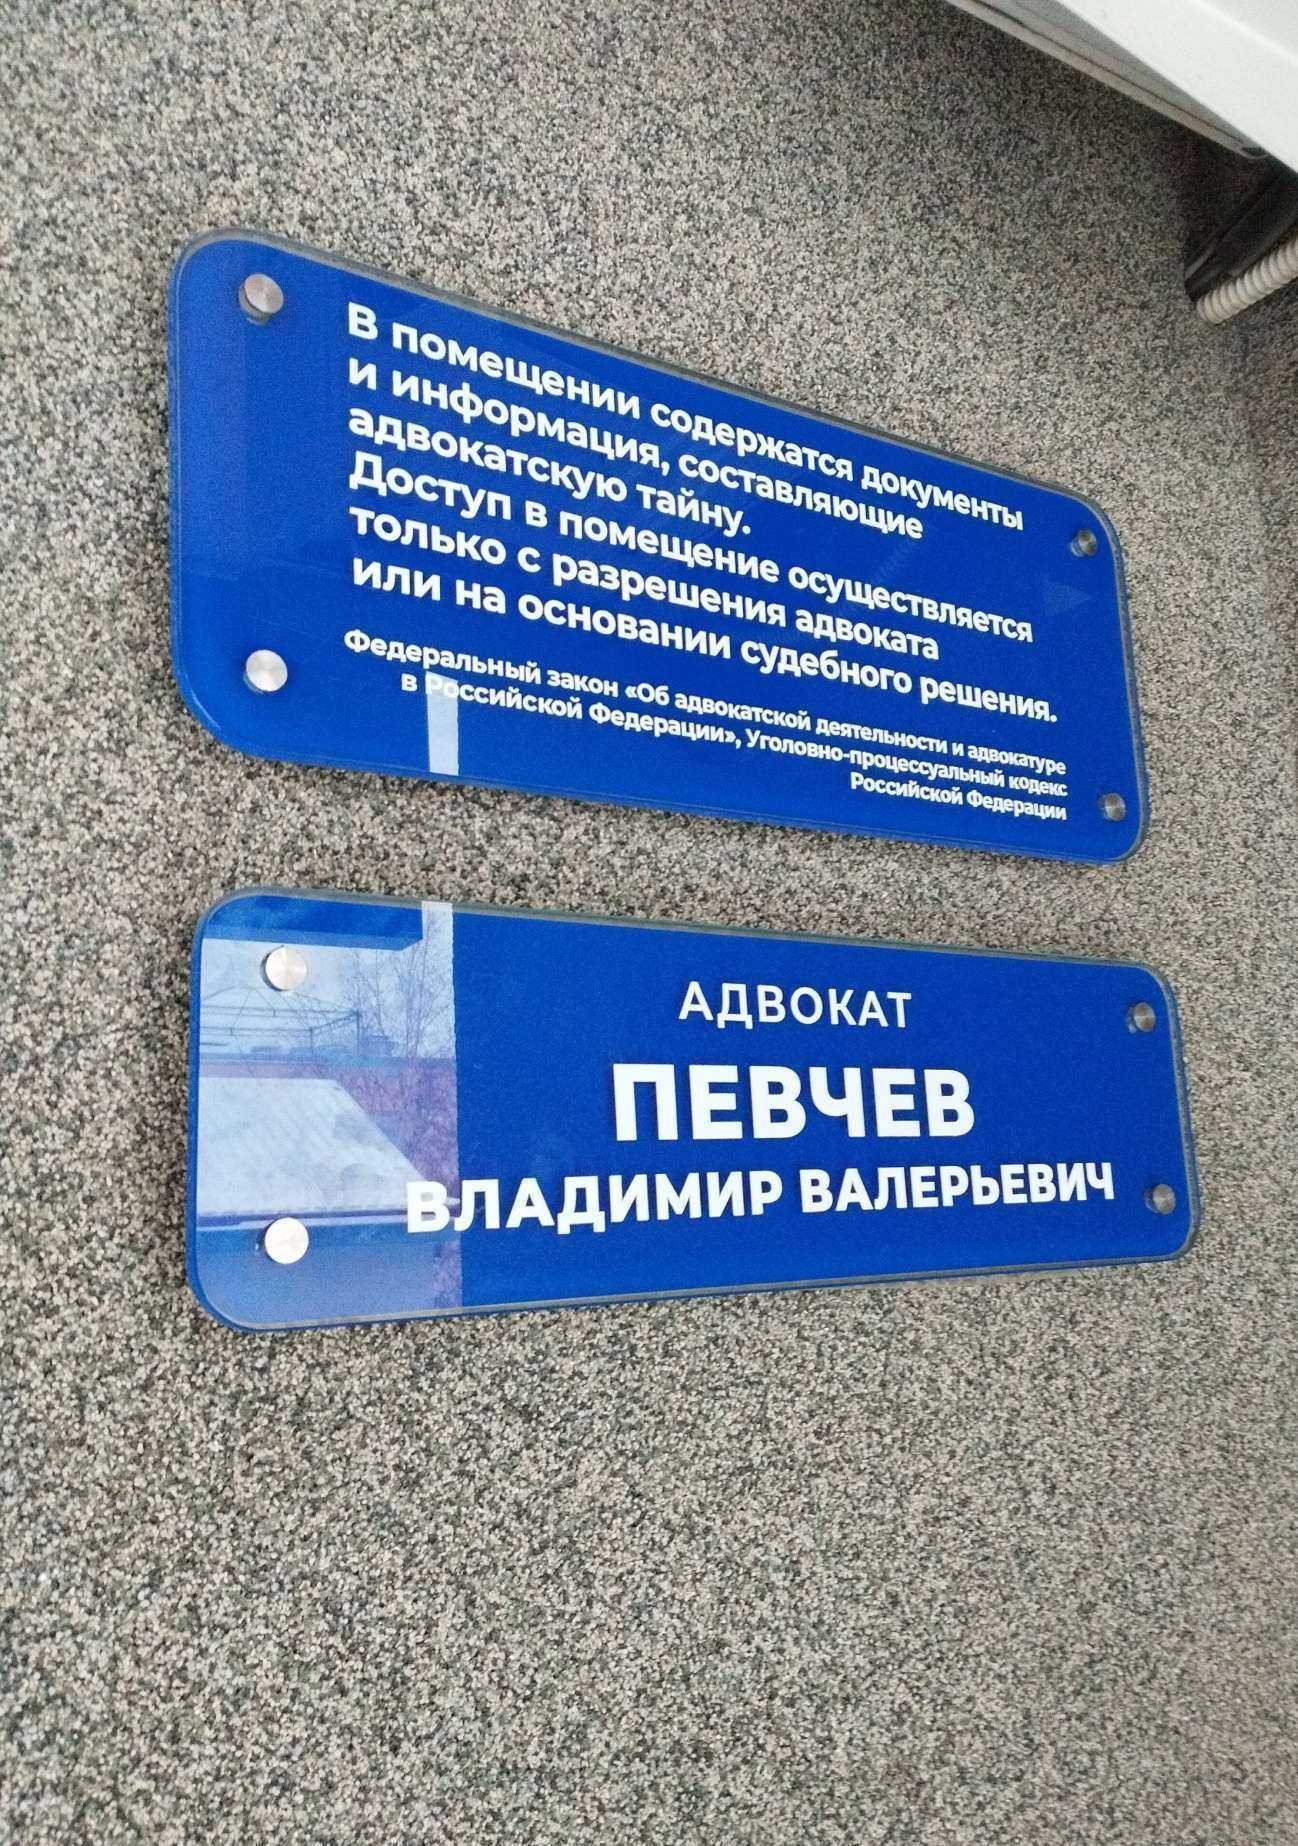 В помещении содержатся документы
и информация, составляющие
адвокатскую тайну.
Доступ в помещение осуществляется
только с разрешения адвоката
или на основании судебного решения.
Федеральный закон «Об адвокатской деятельности и адвокатуре
в Российской Федерации», Уголовно-процессуальный кодекс
Российской Федерации
АДВОКАТ
ПЕВЧЕВ
ВЛАДИМИР ВАЛЕРЬЕВИЧ